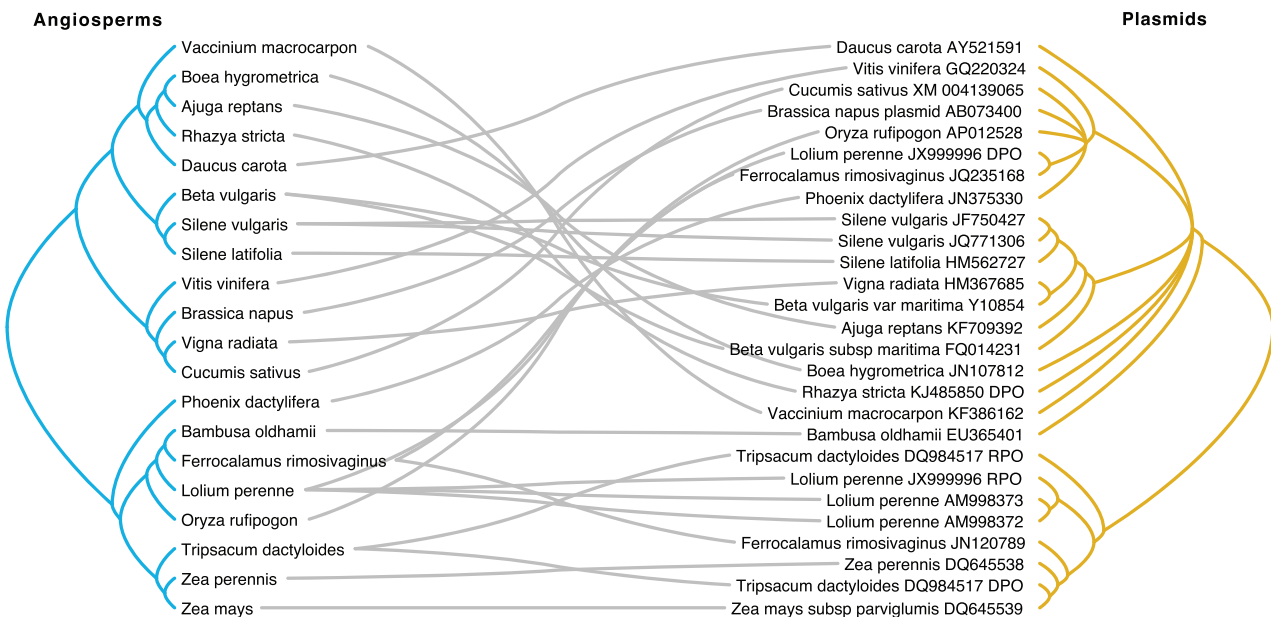 Angiosperms
Vaccinium macrocarpon
Boea hygrometrica
Ajuga reptans
Rhazya stricta
Daucus carota
Beta vulgaris
Silene vulgaris
Silene latifolia
Vitis vinifera
Brassica napus
Vigna radiata
Cucumis sativus
Phoenix dactylifera
Bambusa oldhamii
Ferrocalamus rimosivaginus
Lolium perenne
Oryza rufipogon
Tripsacum dactyloides
Zea perennis
Zea mays
Plasmids
Daucus carota AY521591
Vitis vinifera GQ220324
Cucumis sativus XM 004139065
Brassica napus plasmid AB073400
Oryza rufipogon AP012528
Lolium perenne JX999996 DPO
Ferrocalamus rimosivaginus JQ235168
Phoenix dactylifera JN375330
Silene vulgaris JF750427
Silene vulgaris JQ771306
Silene latifolia HM562727
Vigna radiata HM367685
Beta vulgaris var maritima Y10854
Ajuga reptans KF709392
Beta vulgaris subsp maritima FQ014231
Boea hygrometrica JN107812
Rhazya stricta KJ485850 DPO
Vaccinium macrocarpon KF386162
Bambusa oldhamii EU365401
Tripsacum dactyloides DQ984517 RPO
Lolium perenne JX999996 RPO
Lolium perenne AM998373
Lolium perenne AM998372
Ferrocalamus rimosivaginus JN120789
Zea perennis DQ645538
Tripsacum dactyloides DQ984517 DPO
Zea mays subsp parviglumis DQ645539